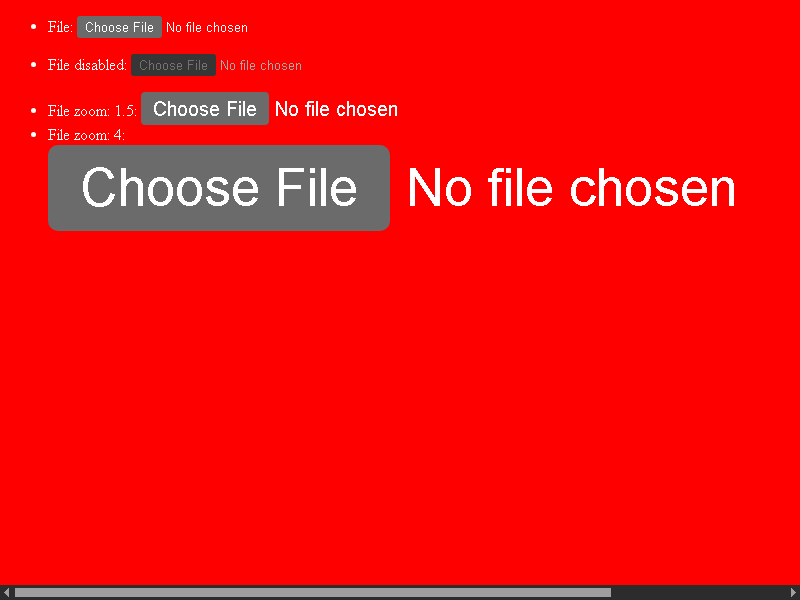 File: Choose File No file chosen
File disabled: Choose File No file chosen
File zoom: 1.5: Choose File No file chosen
File zoom: 4:
Choose File No file chosen